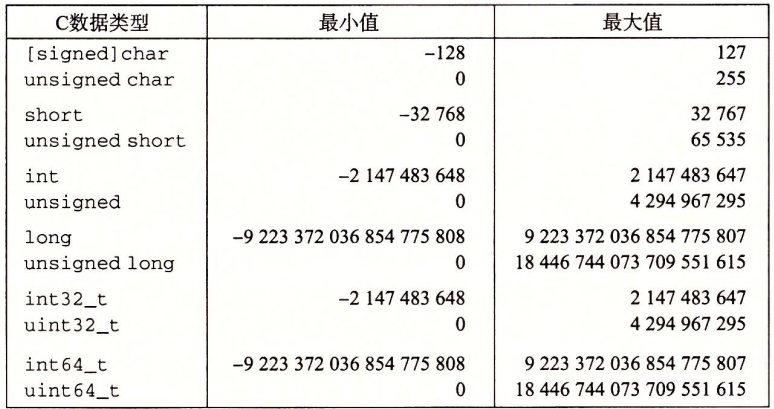 C数据类型 最小值 最大值
[signed]char −128 127
unsigned char 0 255
short −32 768 32 767
unsigned short 0 65 535
int −2 147 483 648 2 147 483 647
unsigned 0 4 294 967 295
long −9 223 372 036 854 775 808 9 223 372 036 854 775 807
unsigned long 0 18 446 744 073 709 551 615
int32_t −2 147 483 648 2 147 483 647
uint32_t 0 4 294 967 295
int64_t −9 223 372 036 854 775 808 9 223 372 036 854 775 807
uint64_t 0 18 446 744 073 709 551 615